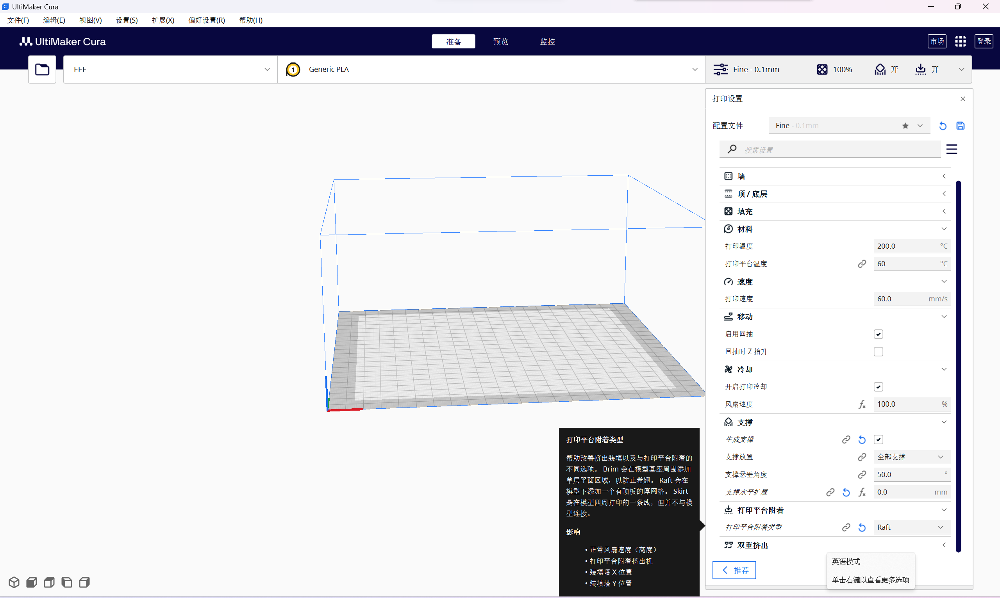 UltiMaker Cura
文件(F) 编辑(E) 视图(V) 设置(S) 扩展(X) 偏好设置(R) 帮助(H)
UltiMaker Cura 准备 预览 监控 市场 登录
EEE 1 Generic PLA Fine - 0.1mm 100% 开 开
打印设置
配置文件 Fine - 0.1mm
搜索设置
墙
顶 / 底层
填充
材料
打印温度 200.0 °C
打印平台温度 60 °C
速度
打印速度 60.0 mm/s
移动
启用回抽
回抽时 Z 抬升
冷却
开启打印冷却
风扇速度 100.0 %
支撑
生成支撑
支撑放置 全部支撑
支撑悬垂角度 50.0 °
支撑水平扩展 0.0 mm
打印平台附着
打印平台附着类型 Raft
双重挤出
推荐
英语模式
单击右键以查看更多选项
打印平台附着类型
帮助改善挤出装填以及与打印平台附着的
不同选项。 Brim 会在模型基座周围添加
单层平面区域，以防止卷翘。 Raft 会在
模型下添加一个有顶板的厚网格。 Skirt
是在模型四周打印的一条线，但并不与模
型连接。
影响
• 正常风扇速度（高度）
• 打印平台附着挤出机
• 装填塔 X 位置
• 装填塔 Y 位置